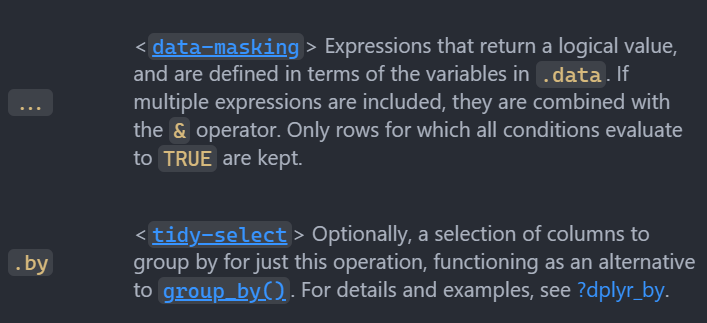 <data-masking> Expressions that return a logical value,
and are defined in terms of the variables in .data. If
... multiple expressions are included, they are combined with
the & operator. Only rows for which all conditions evaluate
to TRUE are kept.
<tidy-select> Optionally, a selection of columns to
.by group by for just this operation, functioning as an alternative
to group_by(). For details and examples, see ?dplyr_by.